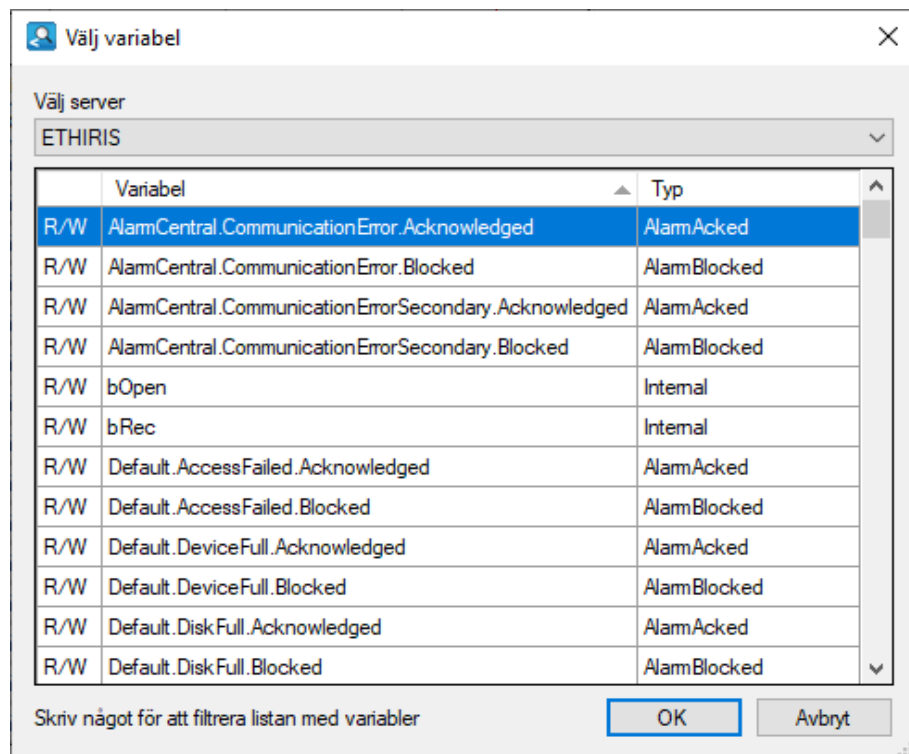 Välj variabel
Välj server
ETHIRIS
Variabel Typ
R/W AlarmCentral.CommunicationError.Acknowledged AlarmAcked
R/W AlarmCentral.CommunicationError.Blocked AlarmBlocked
R/W AlarmCentral.CommunicationErrorSecondary.Acknowledged AlarmAcked
R/W AlarmCentral.CommunicationErrorSecondary.Blocked AlarmBlocked
R/W bOpen Internal
R/W bRec Internal
R/W Default.AccessFailed.Acknowledged AlarmAcked
R/W Default.AccessFailed.Blocked AlarmBlocked
R/W Default.DeviceFull.Acknowledged AlarmAcked
R/W Default.DeviceFull.Blocked AlarmBlocked
R/W Default.DiskFull.Acknowledged AlarmAcked
R/W Default.DiskFull.Blocked AlarmBlocked
Skriv något för att filtrera listan med variabler OK Avbryt